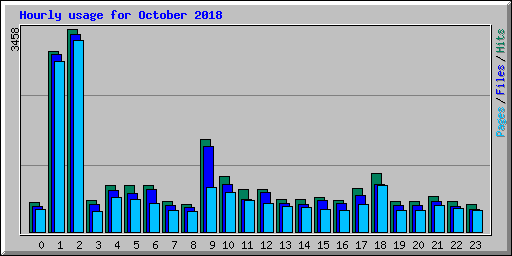 Hourly usage for October 2018
3458
Pages / Files / Hits
0 1 2 3 4 5 6 7 8 9 10 11 12 13 14 15 16 17 18 19 20 21 22 23